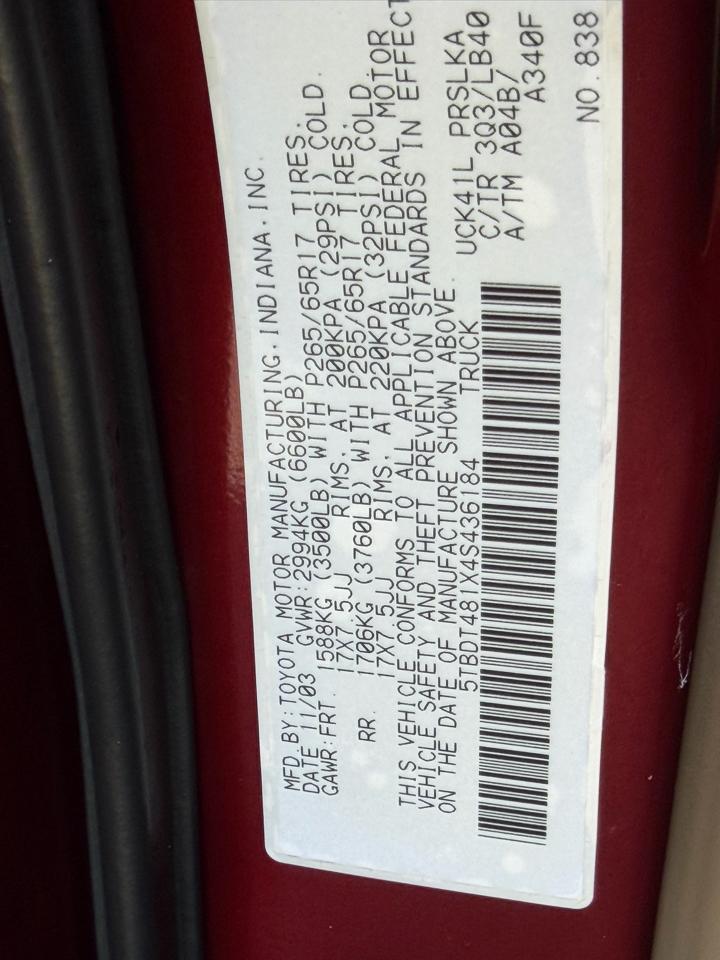 MFD.BY:TOYOTA MOTOR MANUFACTURING.INDIANA.INC.
DATE 11/03 GVWR:2994KG (6600LB)
GAWR:FRT. 1588KG (3500LB) WITH P265/65R17 TIRES.
17X7.5JJ RIMS. AT 200KPA (29PSI) COLD.
RR. 1706KG (3760LB) WITH P265/65R17 TIRES.
17X7.5JJ RIMS. AT 220KPA (32PSI) COLD.
THIS VEHICLE CONFORMS TO ALL APPLICABLE FEDERAL MOTOR
VEHICLE SAFETY AND THEFT PREVENTION STANDARDS IN EFFECT
ON THE DATE OF MANUFACTURE SHOWN ABOVE.
5TBDT481X4S436184 TRUCK
UCK41L PRSLKA
C/TR 3Q3/LB40
A/TM A04B/
A340F
NO.838